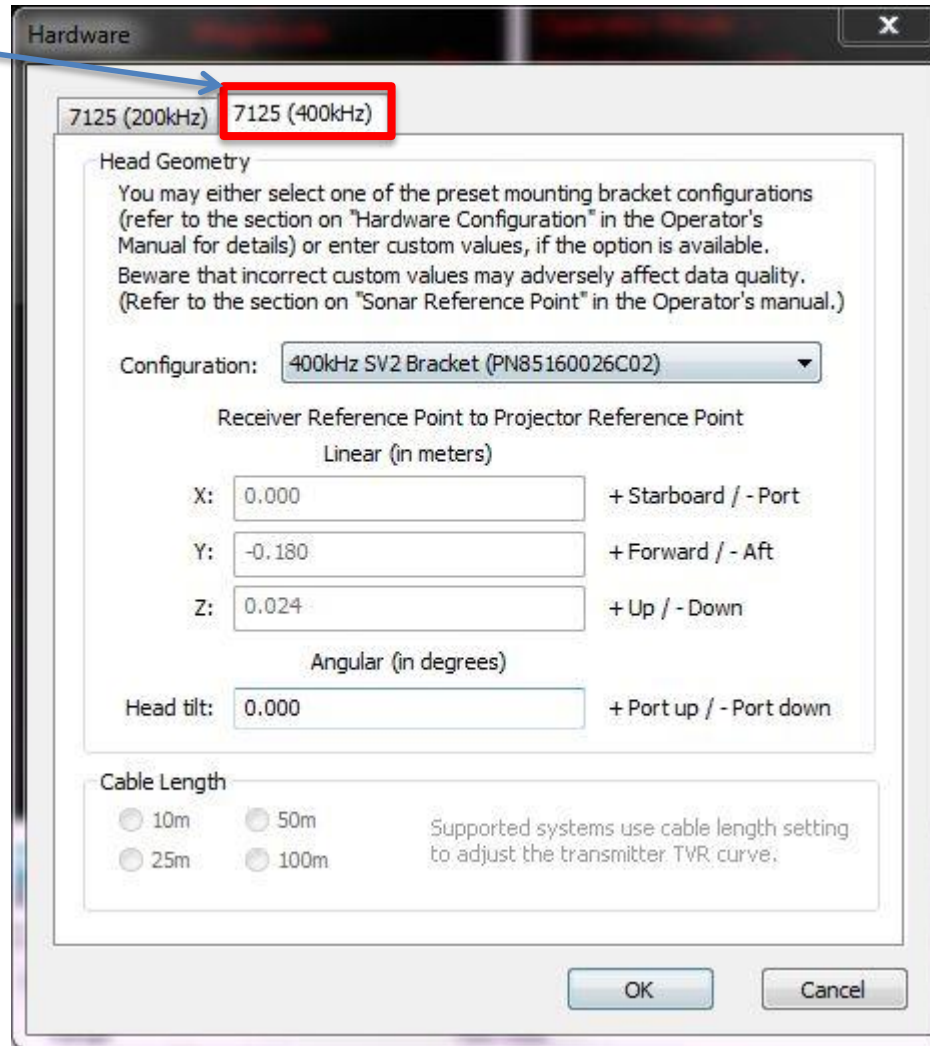 Hardware
7125 (200kHz)
7125 (400kHz)
Head Geometry
You may either select one of the preset mounting bracket configurations
(refer to the section on "Hardware Configuration" in the Operator's
Manual for details) or enter custom values, if the option is available.
Beware that incorrect custom values may adversely affect data quality.
(Refer to the section on "Sonar Reference Point" in the Operator's manual.)
Configuration: 400kHz SV2 Bracket (PN85160026C02)
Receiver Reference Point to Projector Reference Point
Linear (in meters)
X: 0.000 + Starboard / - Port
Y: -0.180 + Forward / - Aft
Z: 0.024 + Up / - Down
Angular (in degrees)
Head tilt: 0.000 + Port up / - Port down
Cable Length
10m 50m Supported systems use cable length setting
25m 100m to adjust the transmitter TVR curve.
OK Cancel